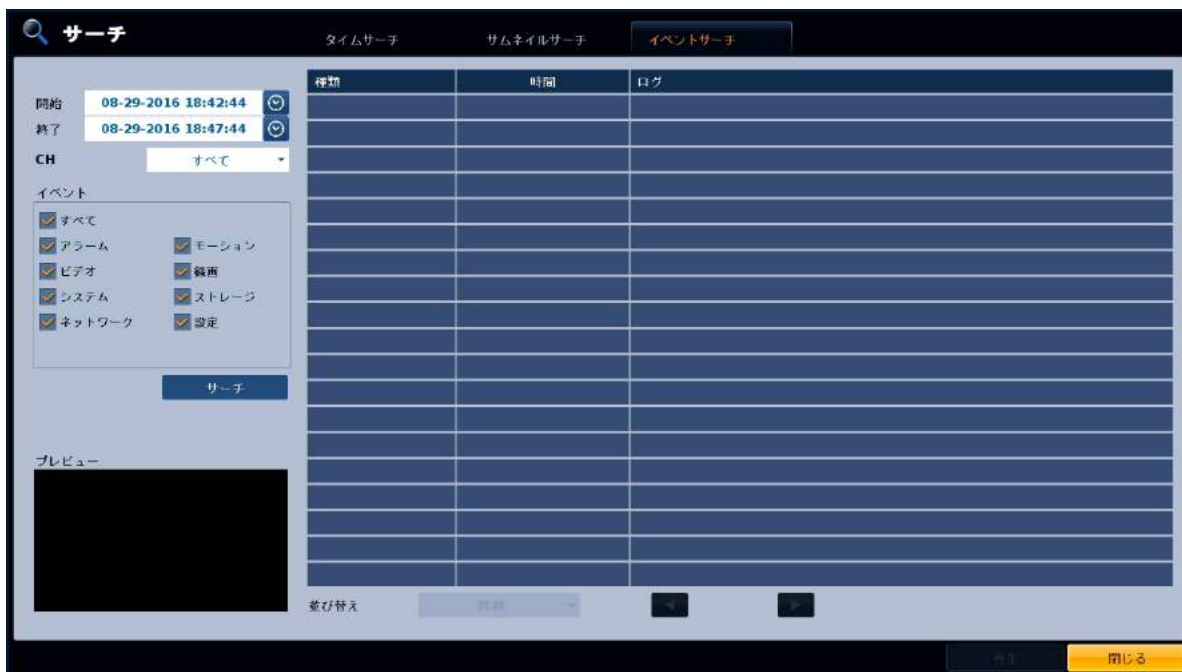 サーチ
タイムサーチ サムネイルサーチ イベントサーチ
種類 時間 ログ
開始 08-29-2016 18:42:44
終了 08-29-2016 18:47:44
CH すべて
イベント
すべて
アラーム モーション
ビデオ 録画
システム ストレージ
ネットワーク 設定
サーチ
プレビュー
並び替え
再生 閉じる